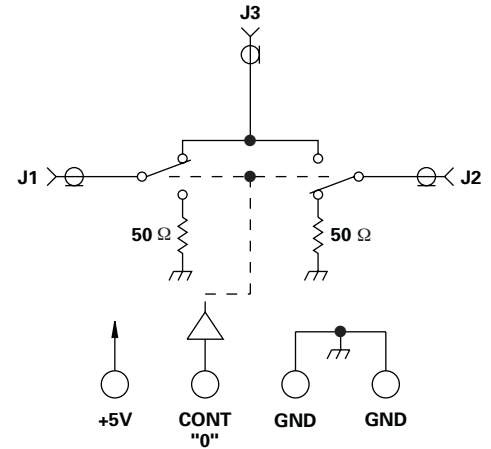 J3
J1
J2
50 Ω
50 Ω
+5V
CONT
"0"
GND
GND